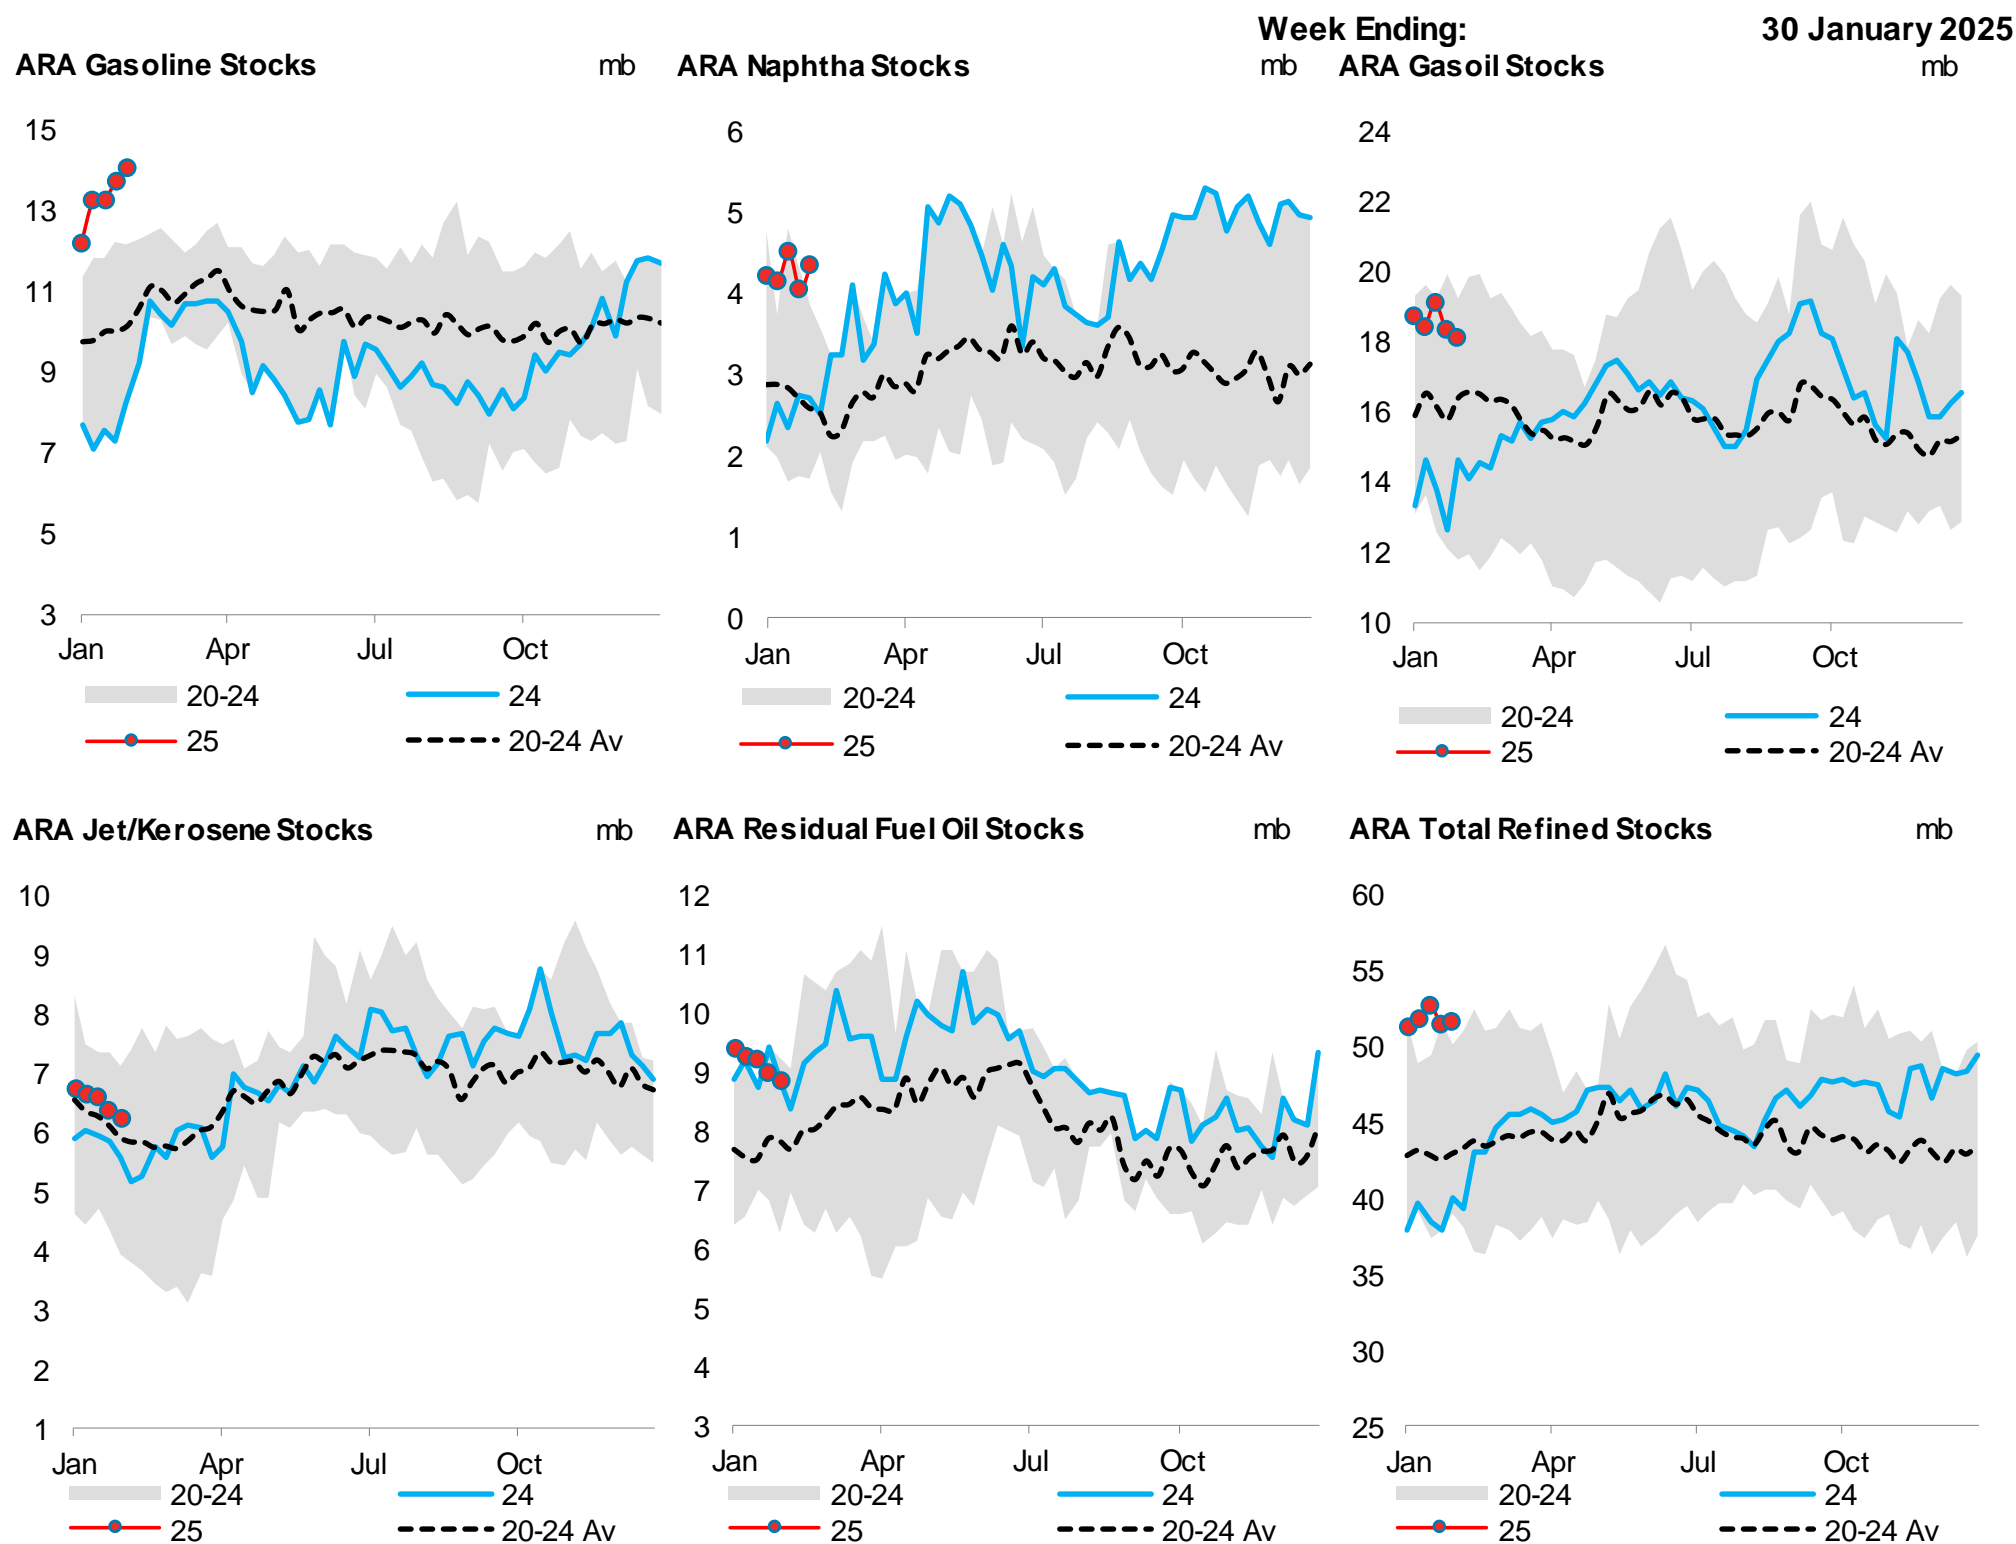 Week Ending: 30 January 2025
ARA Gasoline Stocks mb
15
13
11
9
7
5
3
Jan Apr Jul Oct
20-24 24
25 20-24 Av
ARA Naphtha Stocks mb
6
5
4
3
2
1
0
Jan Apr Jul Oct
20-24 24
25 20-24 Av
ARA Gasoil Stocks mb
24
22
20
18
16
14
12
10
Jan Apr Jul Oct
20-24 24
25 20-24 Av
ARA Jet/Kerosene Stocks mb
10
9
8
7
6
5
4
3
2
1
Jan Apr Jul Oct
20-24 24
25 20-24 Av
ARA Residual Fuel Oil Stocks mb
12
11
10
9
8
7
6
5
4
3
Jan Apr Jul Oct
20-24 24
25 20-24 Av
ARA Total Refined Stocks mb
60
55
50
45
40
35
30
25
Jan Apr Jul Oct
20-24 24
25 20-24 Av